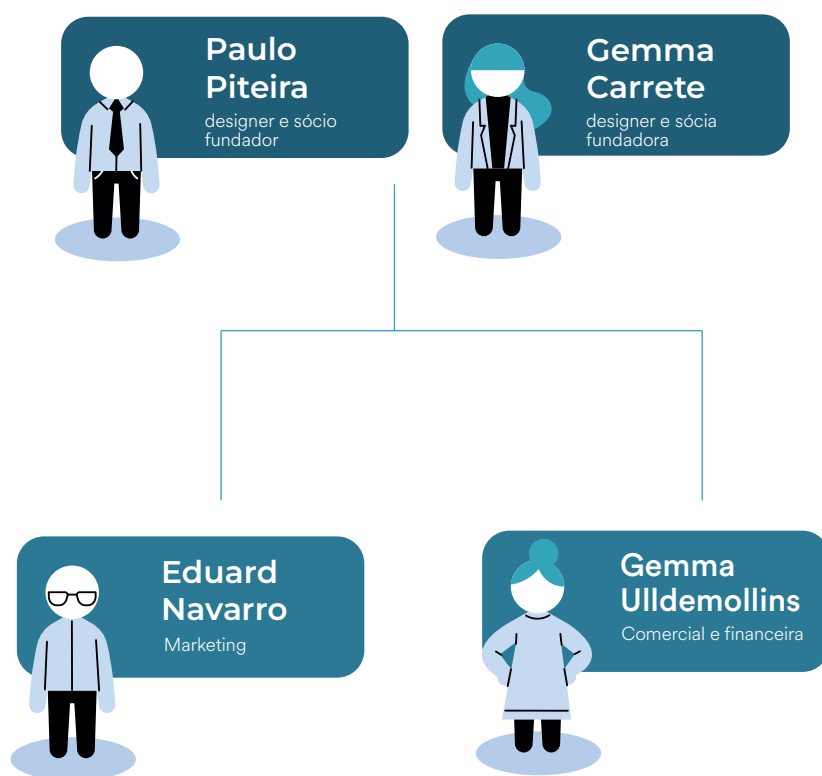 Paulo
Piteira
designer e sócio
fundador
Gemma
Carrete
designer e sócia
fundadora
Eduard
Navarro
Marketing
Gemma
Ulldemollins
Comercial e financeira